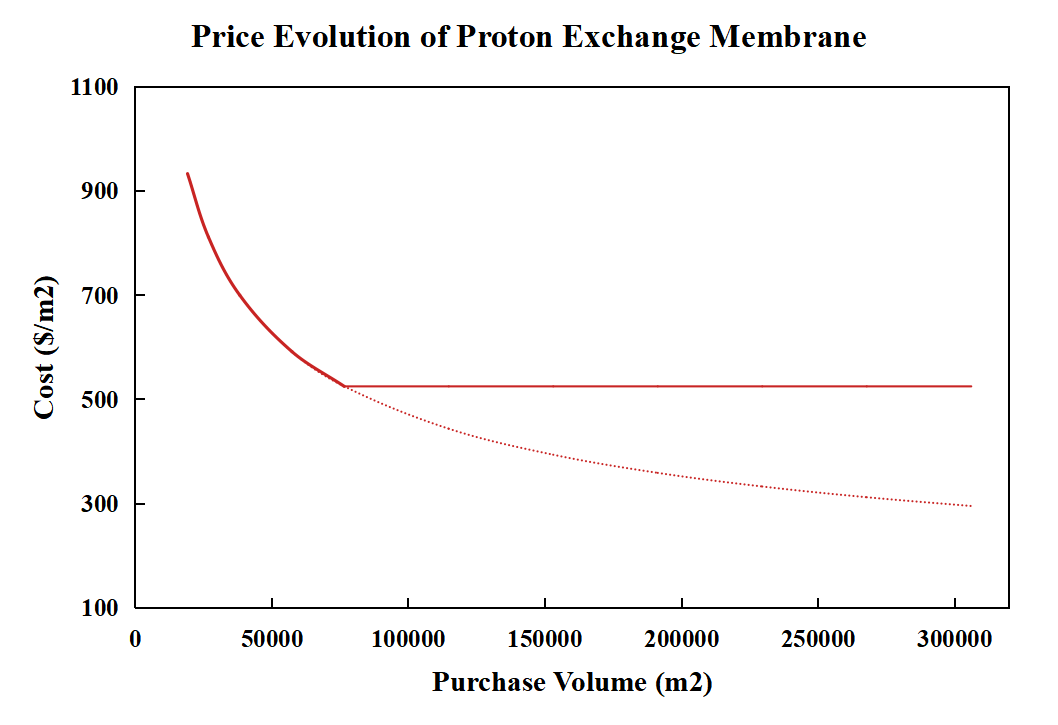 Price Evolution of Proton Exchange Membrane
1100
900
700
500
300
100
Cost ($/m2)
0 50000 100000 150000 200000 250000 300000
Purchase Volume (m2)